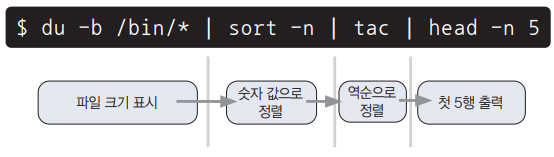 $ du -b /bin/* | sort -n | tac | head -n 5
파일 크기 표시
숫자 값으로
정렬
역순으로
정렬
첫 5행 출력